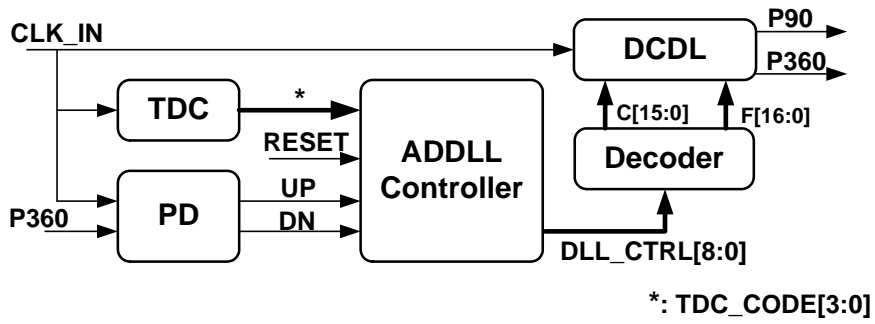 CLK_IN
P90
DCDL
P360
TDC
*
C[15:0]
F[16:0]
RESET
ADDLL
Controller
Decoder
UP
PD
P360
DN
DLL_CTRL[8:0]
*: TDC_CODE[3:0]